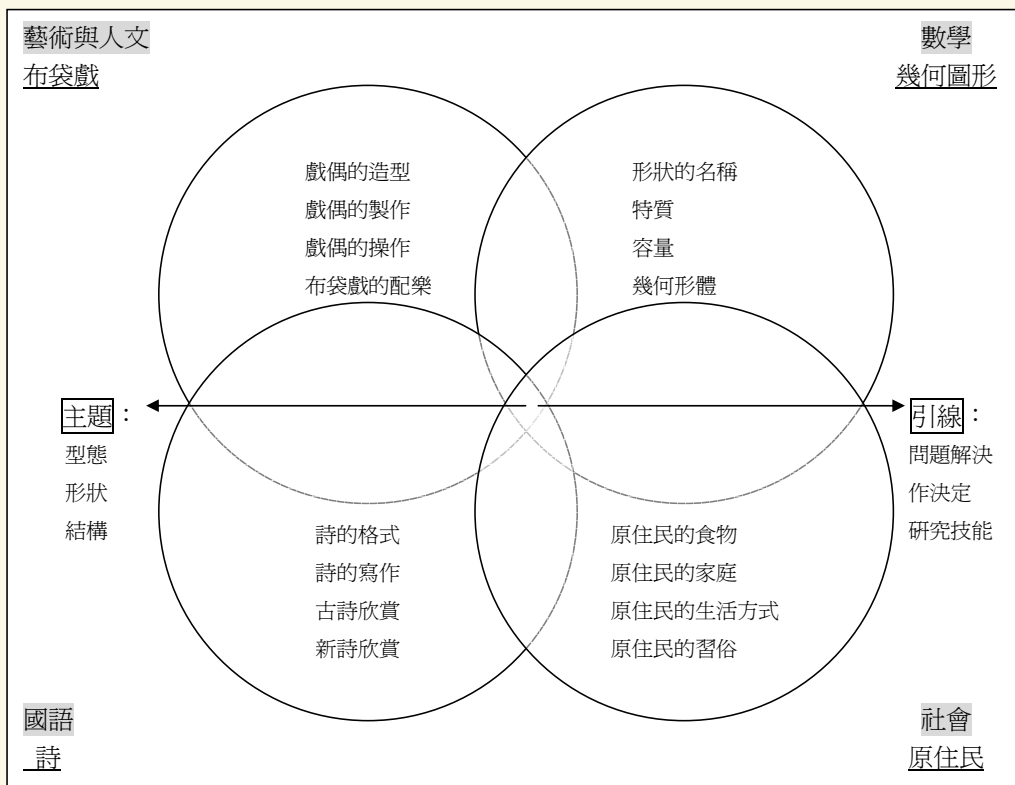 藝術與人文
布袋戲
數學
幾何圖形
戲偶的造型
戲偶的製作
戲偶的操作
布袋戲的配樂
形狀的名稱
特質
容量
幾何形體
主題：
型態
形狀
結構
引線：
問題解決
作決定
研究技能
詩的格式
詩的寫作
古詩欣賞
新詩欣賞
原住民的食物
原住民的家庭
原住民的生活方式
原住民的習俗
國語
詩
社會
原住民